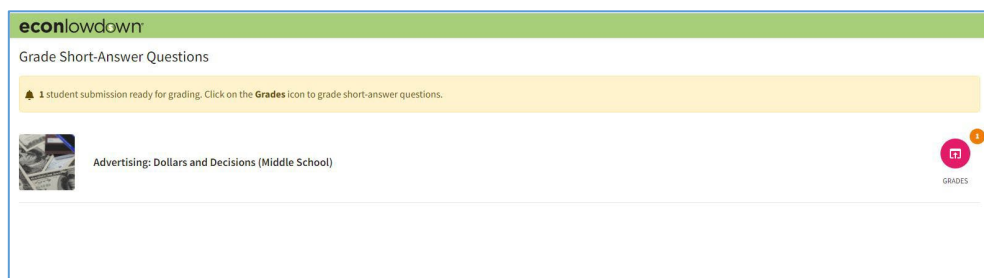 econlowdown
Grade Short-Answer Questions
1 student submission ready for grading. Click on the Grades icon to grade short-answer questions.
Advertising: Dollars and Decisions (Middle School)
1
GRADES